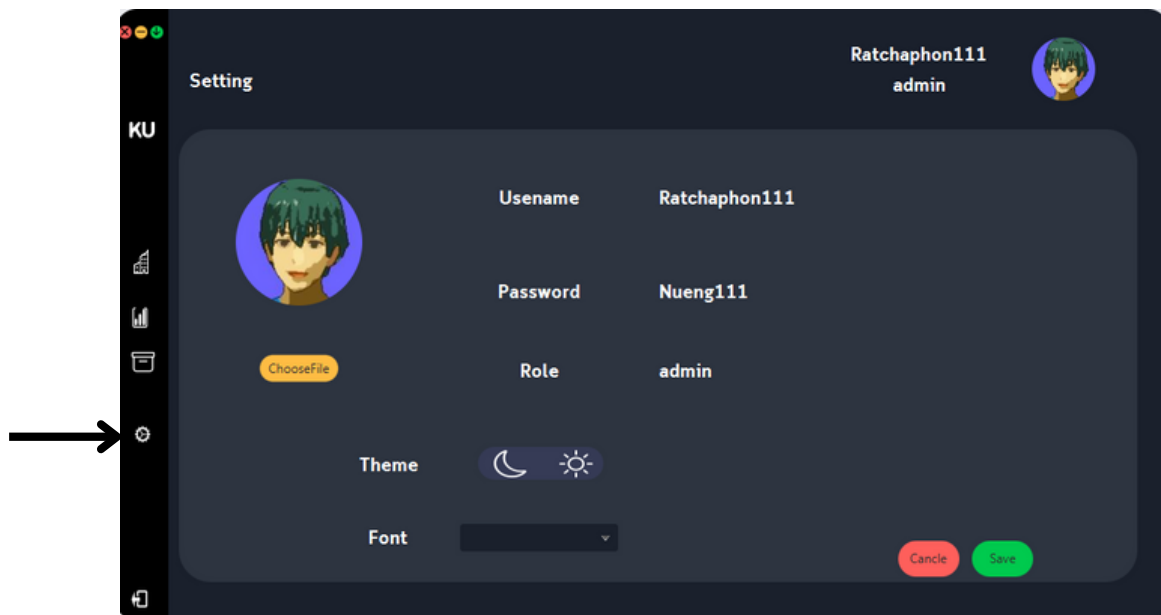 Ratchaphon111
Setting
admin
KU
Usename Ratchaphon111
Password Nueng111
ChooseFile
Role admin
Theme
Font
Cancle Save